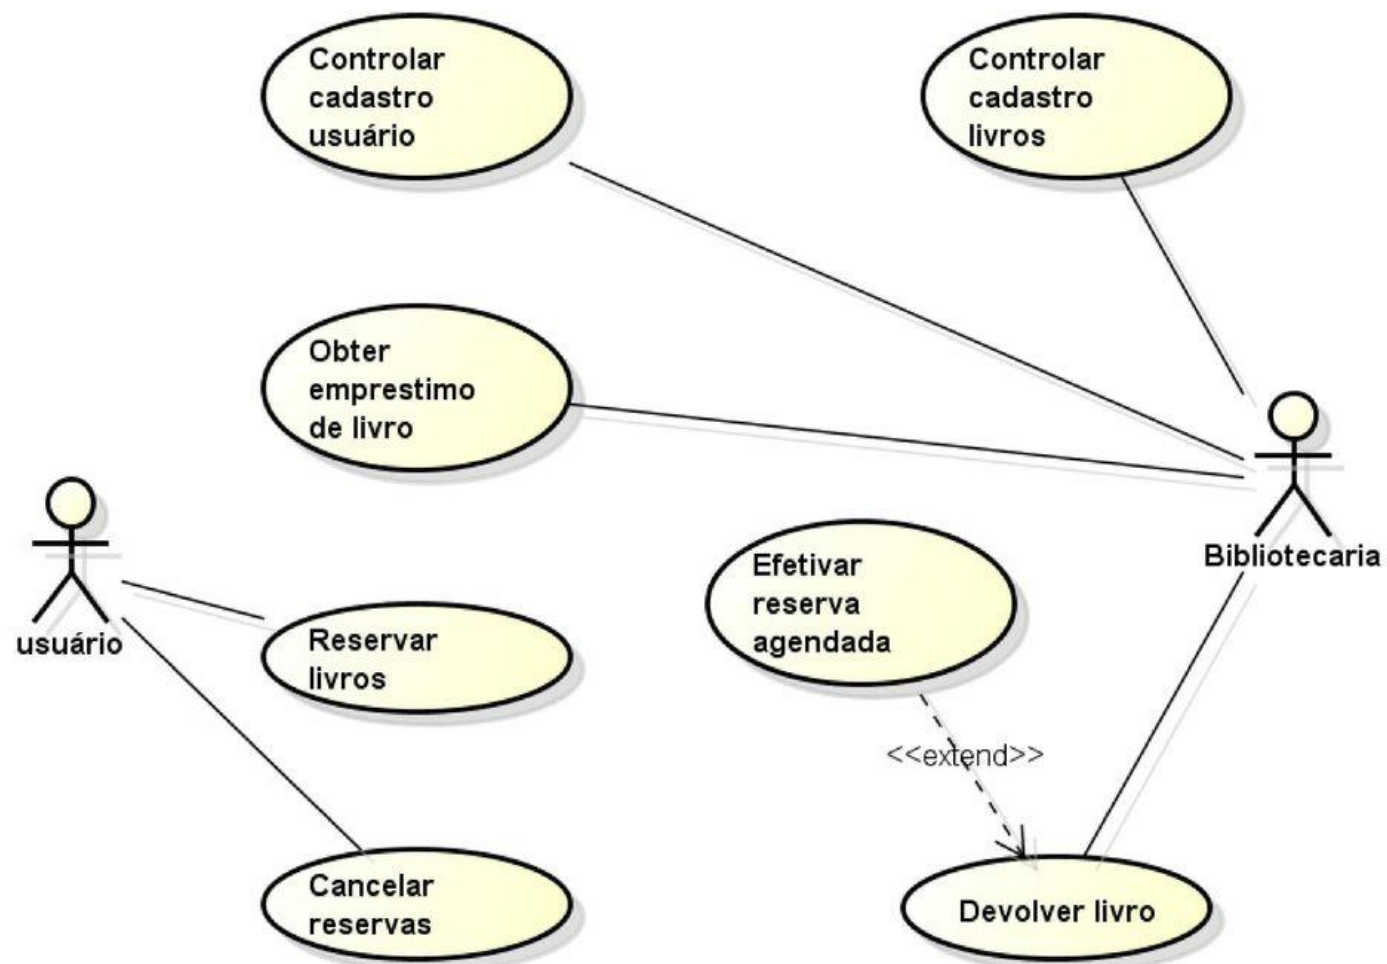 Controlar
cadastro
usuário
Controlar
cadastro
livros
Obter
emprestimo
de livro
usuário
Bibliotecaria
Efetivar
reserva
agendada
Reservar
livros
<<extend>>
Cancelar
reservas
Devolver livro